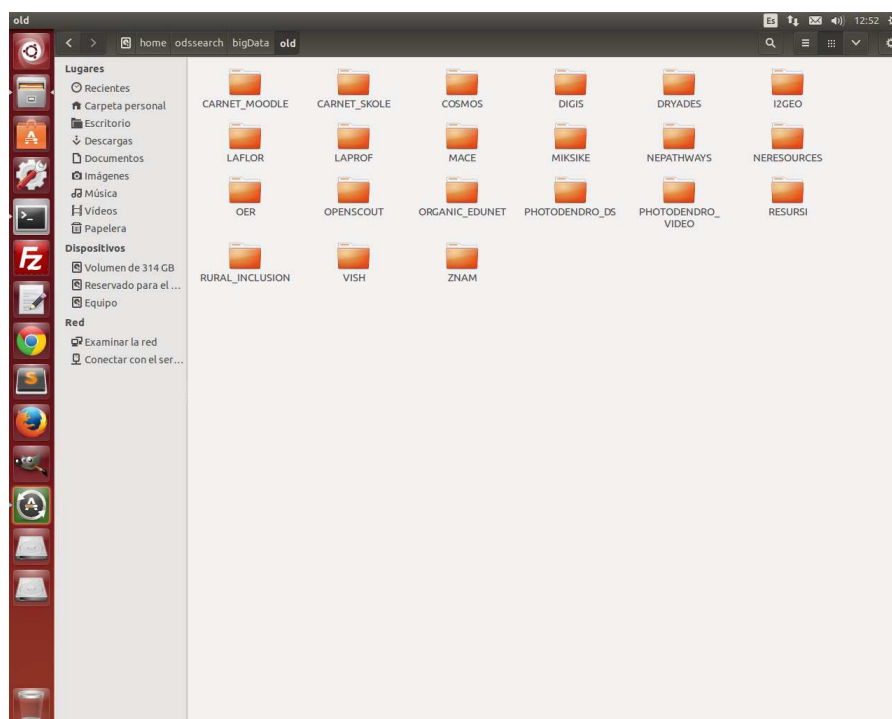 old
Es
12:52
home odssearch bigData old
Lugares
Recientes
Carpeta personal
Escritorio
Descargas
Documentos
Imágenes
Música
Vídeos
Papelera
Dispositivos
Volumen de 314 GB
Reservado para el ...
Equipo
Red
Examinar la red
Conectar con el ser...
CARNET_MOODLE CARNET_SKOLE COSMOS DIGIS DRYADES I2GEO
LAFLOR LAPROF MACE MIKSIKE NEPATHWAYS NERESOURCES
OER OPENSCOUT ORGANIC_EDUNET PHOTODENDRO_DS PHOTODENDRO_
VIDEO RESURSI
RURAL_INCLUSION VISH ZNAM